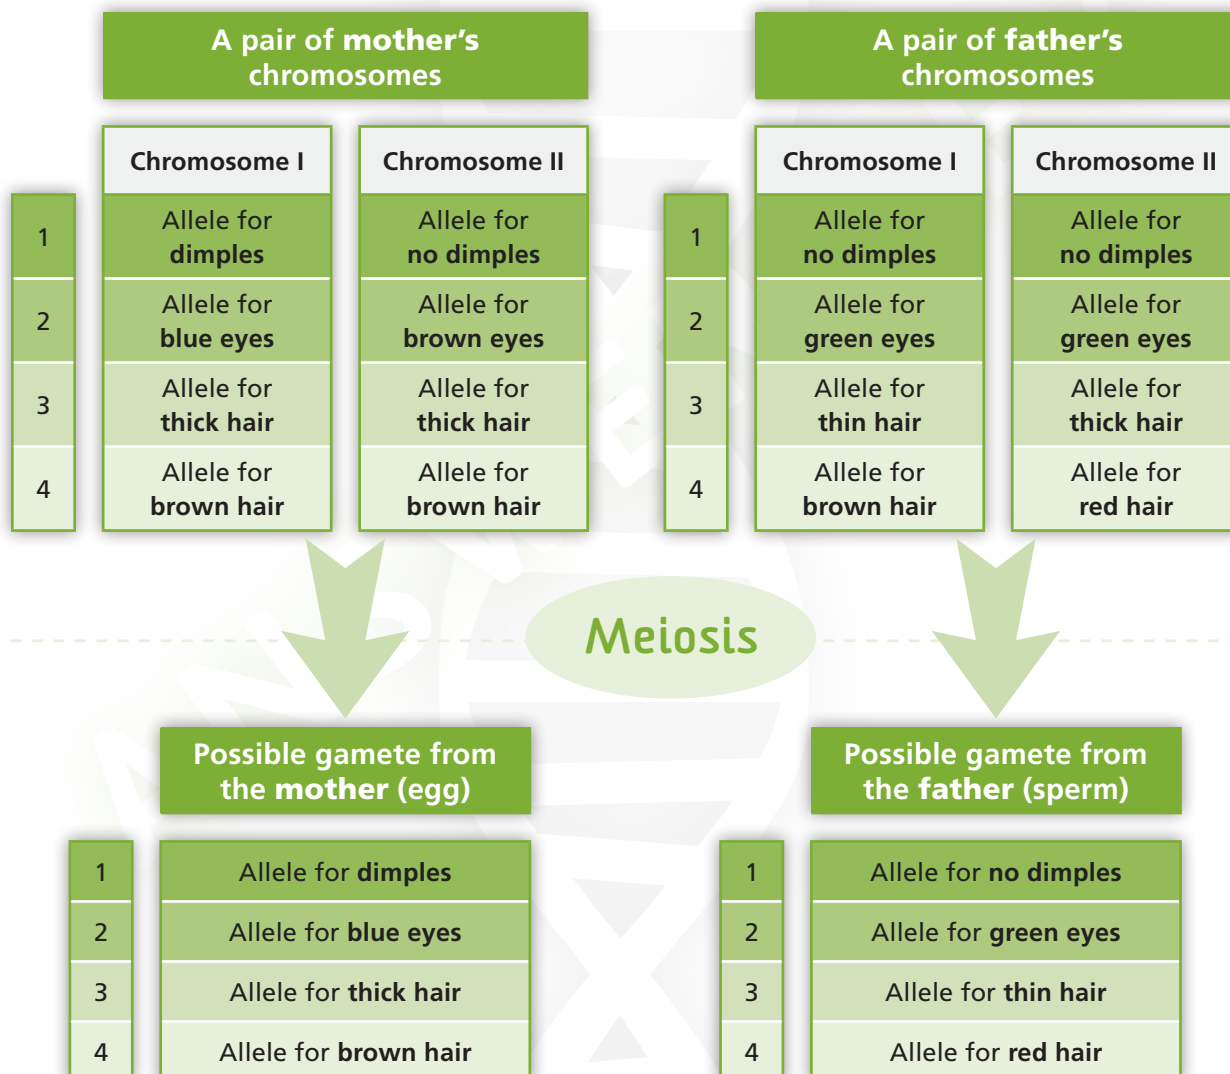 A pair of mother's
chromosomes
A pair of father's
chromosomes
Chromosome I
Chromosome II
Chromosome I
Chromosome II
1
Allele for
dimples
Allele for
no dimples
1
Allele for
no dimples
Allele for
no dimples
2
Allele for
blue eyes
Allele for
brown eyes
2
Allele for
green eyes
Allele for
green eyes
3
Allele for
thick hair
Allele for
thick hair
3
Allele for
thin hair
Allele for
thick hair
4
Allele for
brown hair
Allele for
brown hair
4
Allele for
brown hair
Allele for
red hair
Meiosis
Possible gamete from
the mother (egg)
Possible gamete from
the father (sperm)
1
Allele for dimples
1
Allele for no dimples
2
Allele for blue eyes
2
Allele for green eyes
3
Allele for thick hair
3
Allele for thin hair
4
Allele for brown hair
4
Allele for red hair